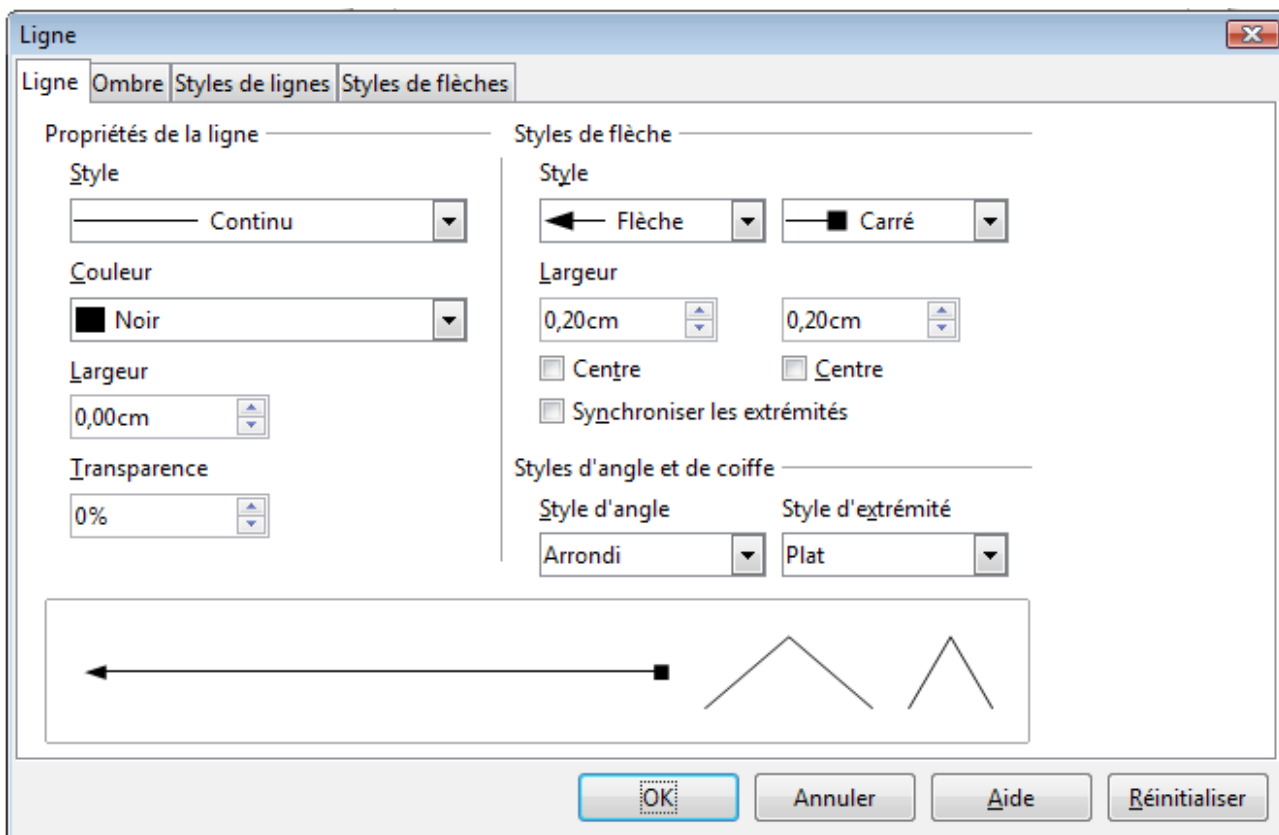 Ligne
Ligne Ombre Styles de lignes Styles de flèches
Propriétés de la ligne
Style
Continu
Couleur
Noir
Largeur
0,00cm
Transparence
0%
Styles de flèche
Style
Flèche Carré
Largeur
0,20cm 0,20cm
Centre Centre
Synchroniser les extrémités
Styles d'angle et de coiffe
Style d'angle Style d'extrémité
Arrondi Plat
OK Annuler Aide Réinitialiser